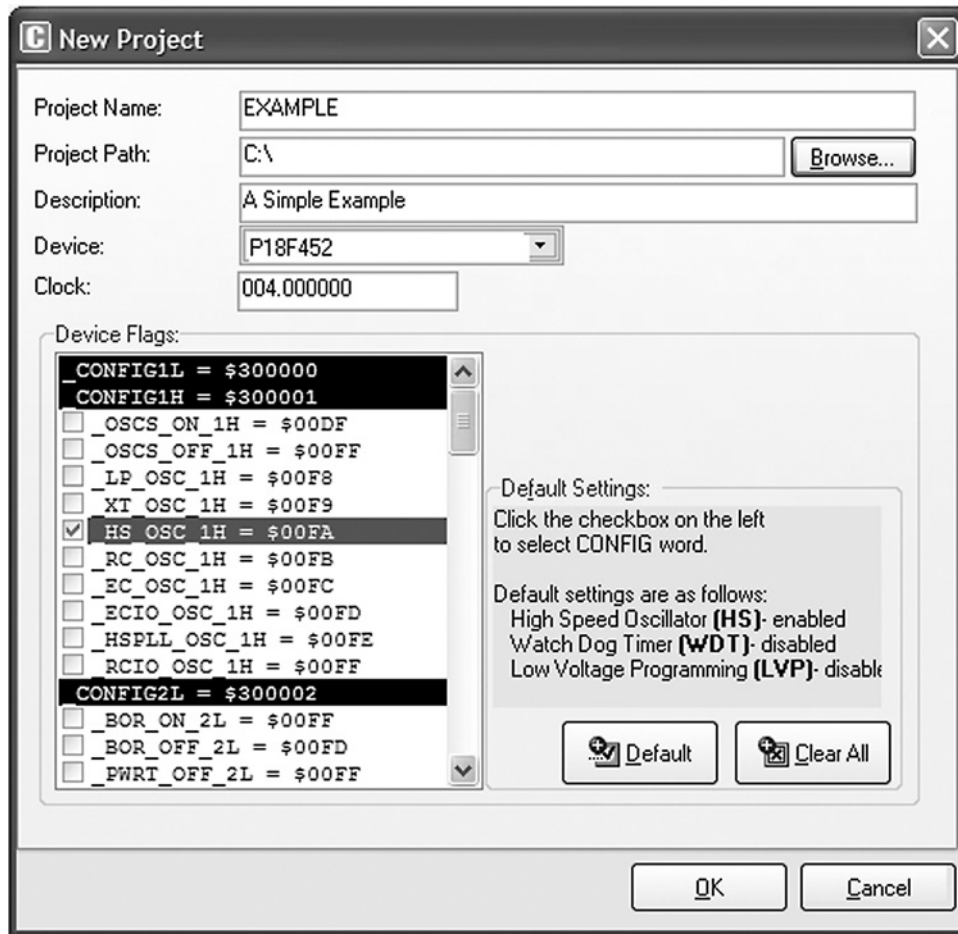 C New Project
Project Name: EXAMPLE
Project Path: C:\ Browse...
Description: A Simple Example
Device: P18F452
Clock: 004.000000
Device Flags:
_CONFIG1L = $300000
_CONFIG1H = $300001
_OSCS_ON_1H = $00DF
_OSCS_OFF_1H = $00FF
_LP_OSC_1H = $00F8
_XT_OSC_1H = $00F9
_HS_OSC_1H = $00FA
_RC_OSC_1H = $00FB
_EC_OSC_1H = $00FC
_ECIO_OSC_1H = $00FD
_HSPLL_OSC_1H = $00FE
_RCIO_OSC_1H = $00FF
_CONFIG2L = $300002
_BOR_ON_2L = $00FF
_BOR_OFF_2L = $00FD
_PWRT_OFF_2L = $00FF
Default Settings:
Click the checkbox on the left
to select CONFIG word.
Default settings are as follows:
High Speed Oscillator (HS)- enabled
Watch Dog Timer (WDT)- disabled
Low Voltage Programming (LVP)- disable
Default Clear All
OK Cancel